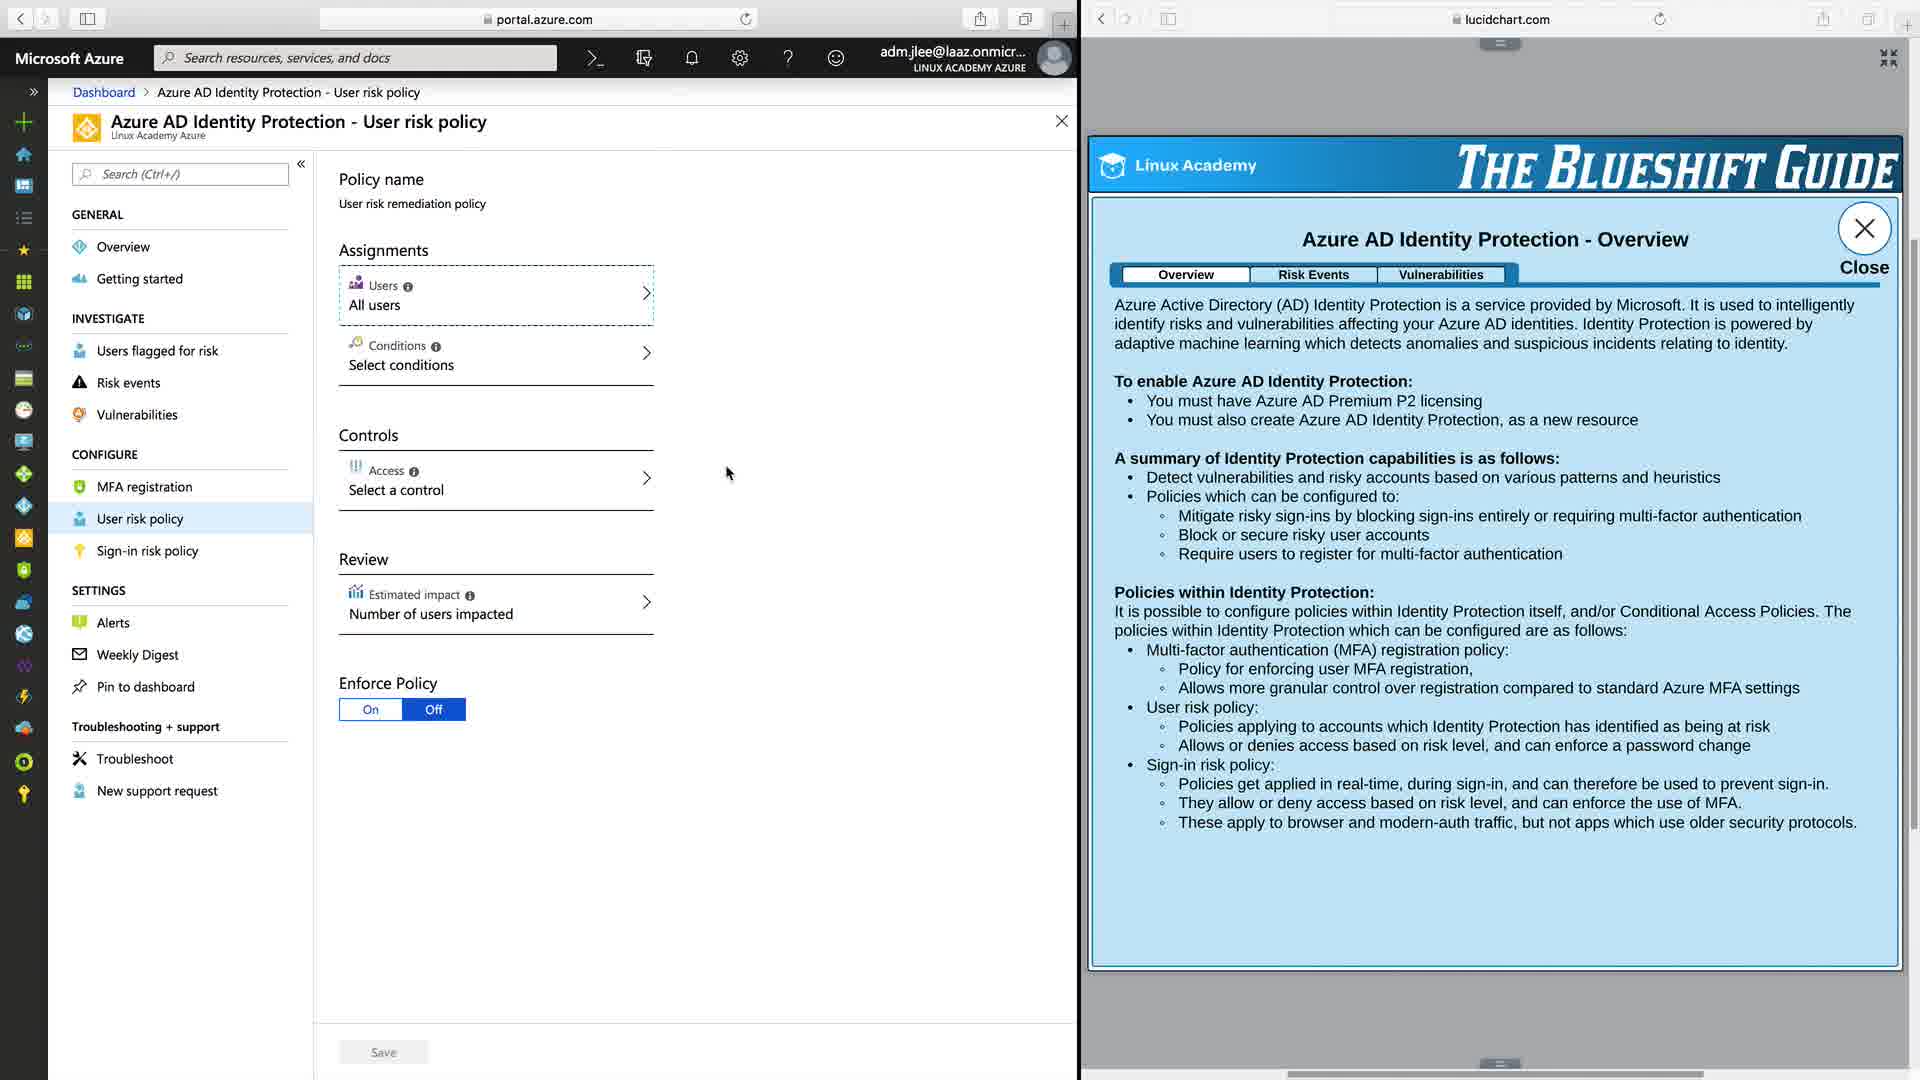 portal.azure.com
Microsoft Azure
Search resources, services, and docs
adm.jlee@laaz.onmicr...
LINUX ACADEMY AZURE
Dashboard > Azure AD Identity Protection - User risk policy
Azure AD Identity Protection - User risk policy
Linux Academy Azure
Search (Ctrl+/)
GENERAL
Overview
Getting started
INVESTIGATE
Users flagged for risk
Risk events
Vulnerabilities
CONFIGURE
MFA registration
User risk policy
Sign-in risk policy
SETTINGS
Alerts
Weekly Digest
Pin to dashboard
Troubleshooting + support
Troubleshoot
New support request
Policy name
User risk remediation policy
Assignments
Users
All users
Conditions
Select conditions
Controls
Access
Select a control
Review
Estimated impact
Number of users impacted
Enforce Policy
On Off
Save
lucidchart.com
Linux Academy
THE BLUESHIFT GUIDE
Azure AD Identity Protection - Overview
Close
Overview Risk Events Vulnerabilities
Azure Active Directory (AD) Identity Protection is a service provided by Microsoft. It is used to intelligently
identify risks and vulnerabilities affecting your Azure AD identities. Identity Protection is powered by
adaptive machine learning which detects anomalies and suspicious incidents relating to identity.
To enable Azure AD Identity Protection:
• You must have Azure AD Premium P2 licensing
• You must also create Azure AD Identity Protection, as a new resource
A summary of Identity Protection capabilities is as follows:
• Detect vulnerabilities and risky accounts based on various patterns and heuristics
• Policies which can be configured to:
◦ Mitigate risky sign-ins by blocking sign-ins entirely or requiring multi-factor authentication
◦ Block or secure risky user accounts
◦ Require users to register for multi-factor authentication
Policies within Identity Protection:
It is possible to configure policies within Identity Protection itself, and/or Conditional Access Policies. The
policies within Identity Protection which can be configured are as follows:
• Multi-factor authentication (MFA) registration policy:
◦ Policy for enforcing user MFA registration,
◦ Allows more granular control over registration compared to standard Azure MFA settings
• User risk policy:
◦ Policies applying to accounts which Identity Protection has identified as being at risk
◦ Allows or denies access based on risk level, and can enforce a password change
• Sign-in risk policy:
◦ Policies get applied in real-time, during sign-in, and can therefore be used to prevent sign-in.
◦ They allow or deny access based on risk level, and can enforce the use of MFA.
◦ These apply to browser and modern-auth traffic, but not apps which use older security protocols.